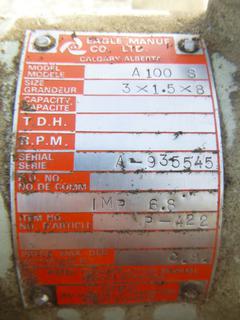 EAGLE MANUF
CO. LTD
CALGARY ALBERTA
MODEL
MODELE
A100 S
SIZE
GRANDEUR
3 x 1.5 x 8
CAPACITY
CAPACITE
T.D.H.
R.P.M.
SERIAL
SERIE
A-935545
P.O. NO.
NO. DE COMM
IMP 6.8
ITEM NO.
NO. D'ARTICLE
P-422